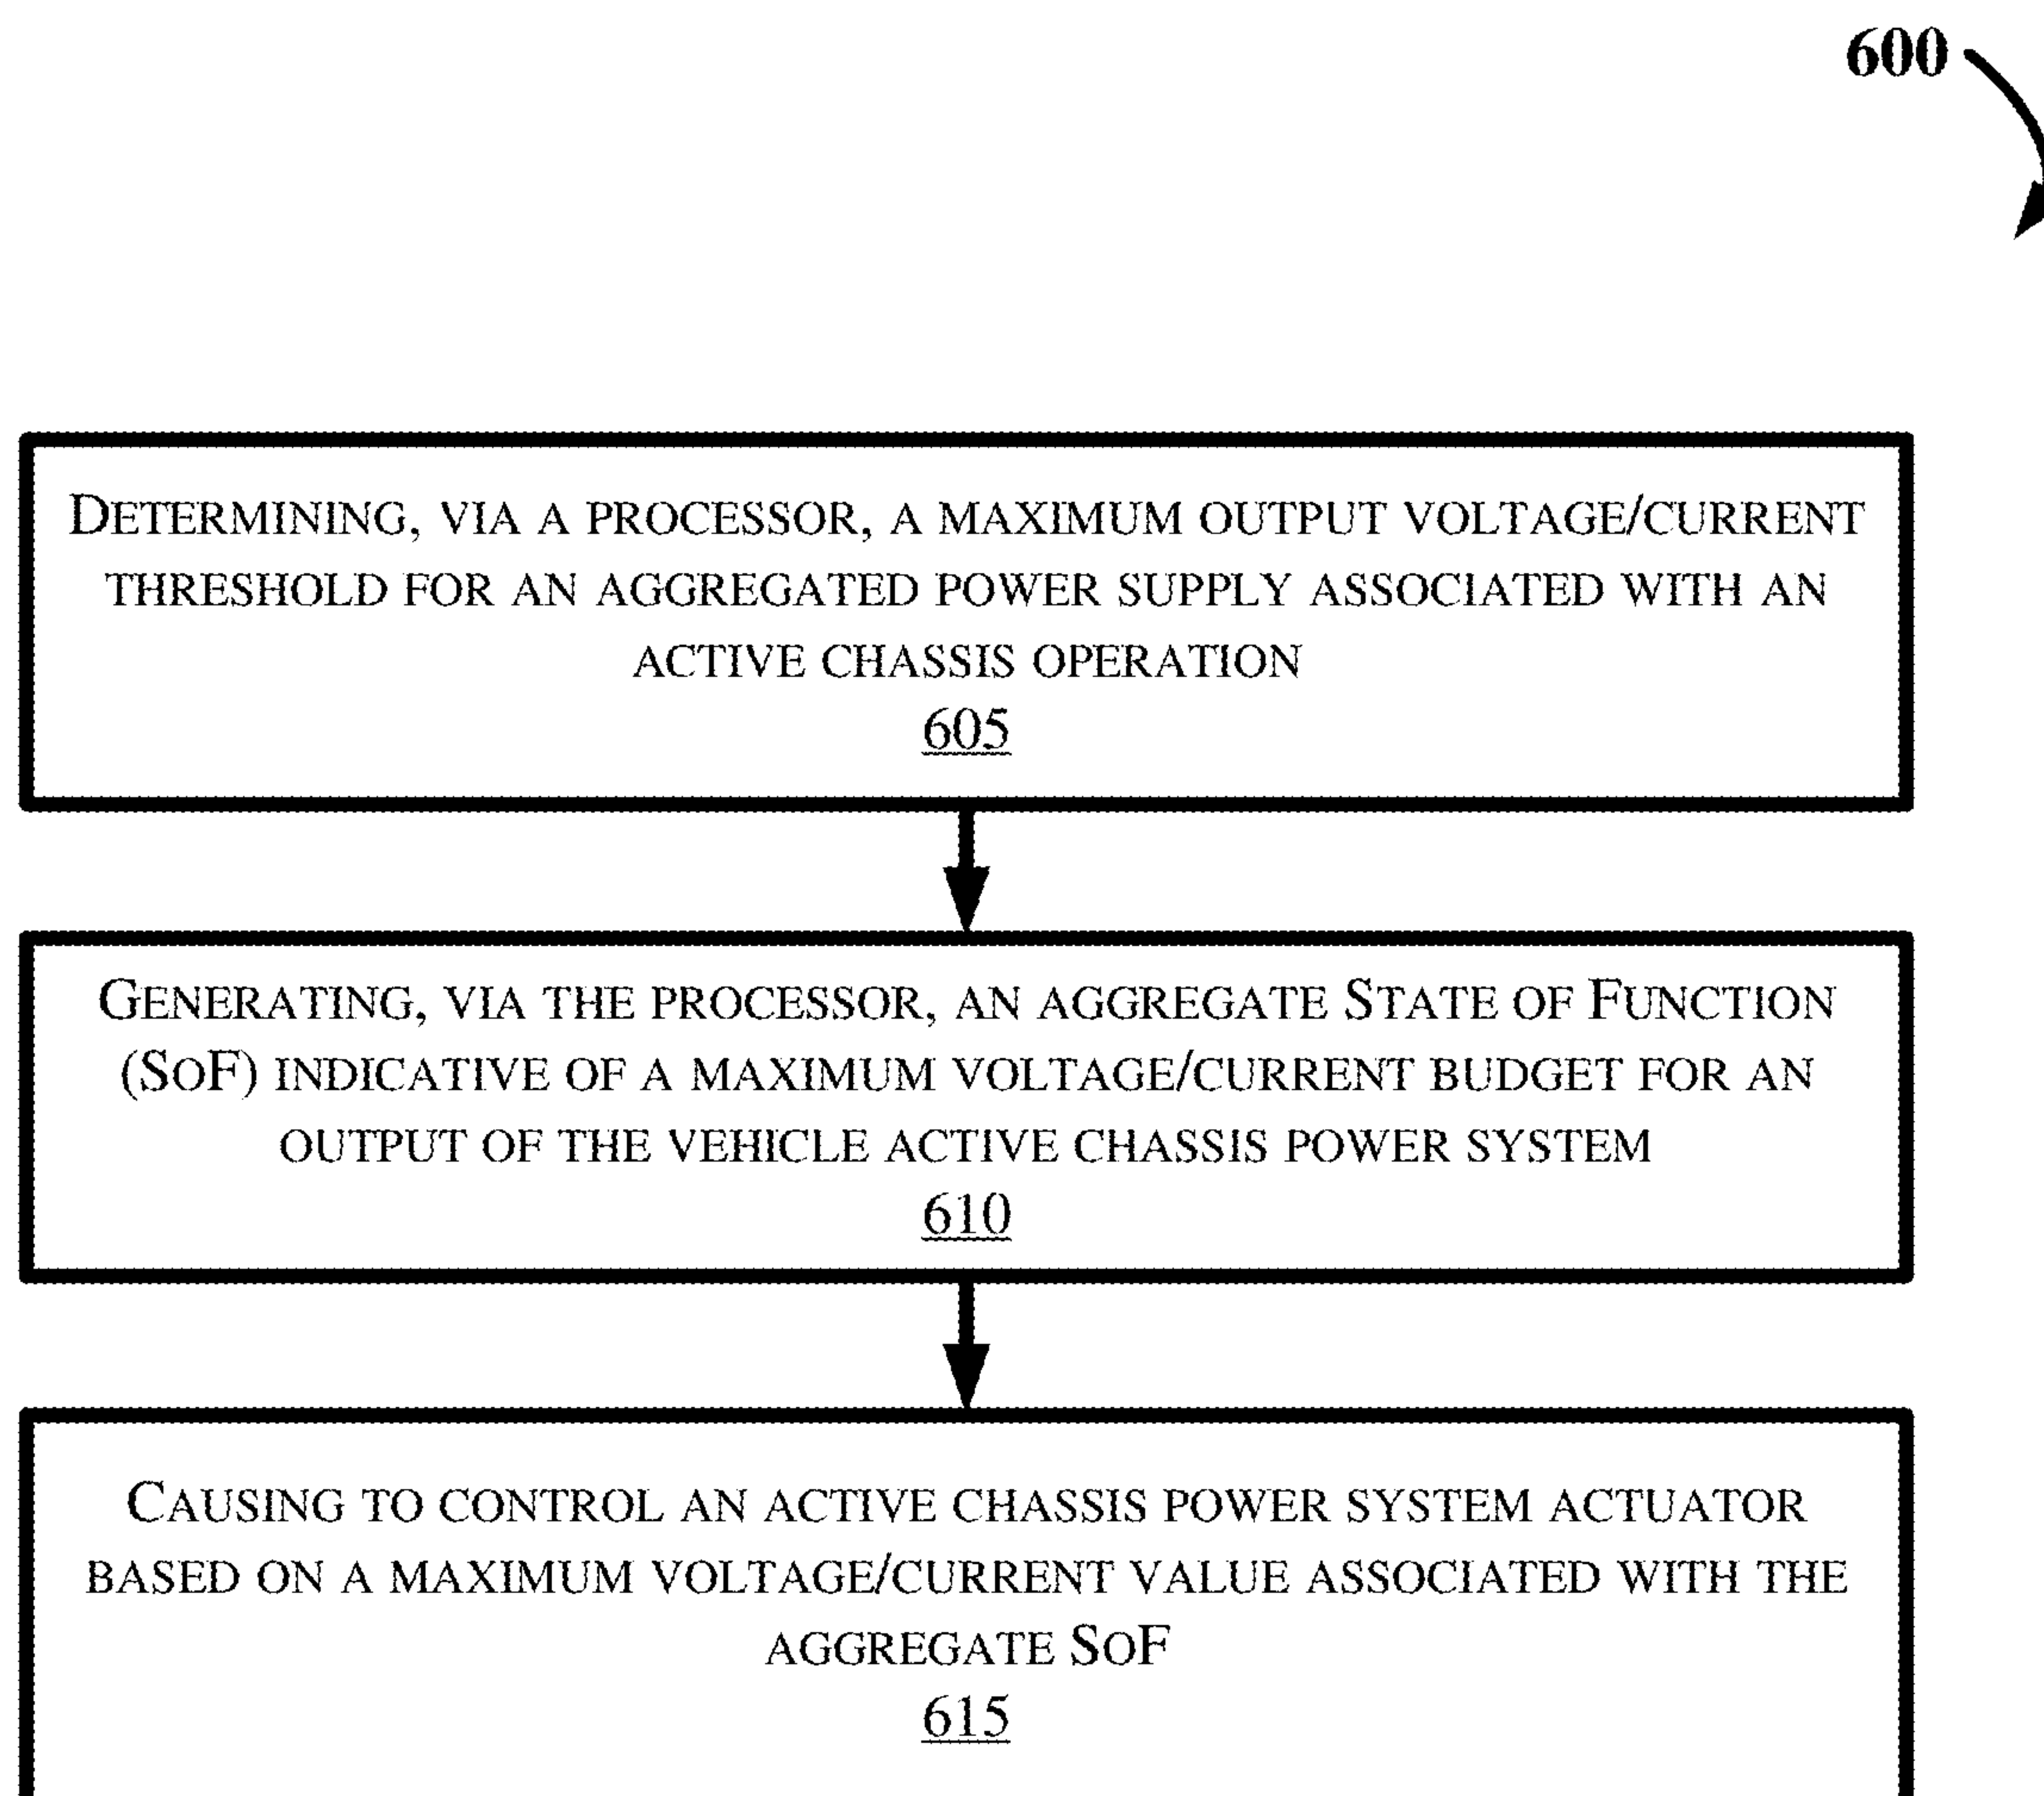 600
Determining, via a processor, a maximum output voltage/current
threshold for an aggregated power supply associated with an
active chassis operation
605
Generating, via the processor, an aggregate State of Function
(SoF) indicative of a maximum voltage/current budget for an
output of the vehicle active chassis power system
610
Causing to control an active chassis power system actuator
based on a maximum voltage/current value associated with the
aggregate SoF
615